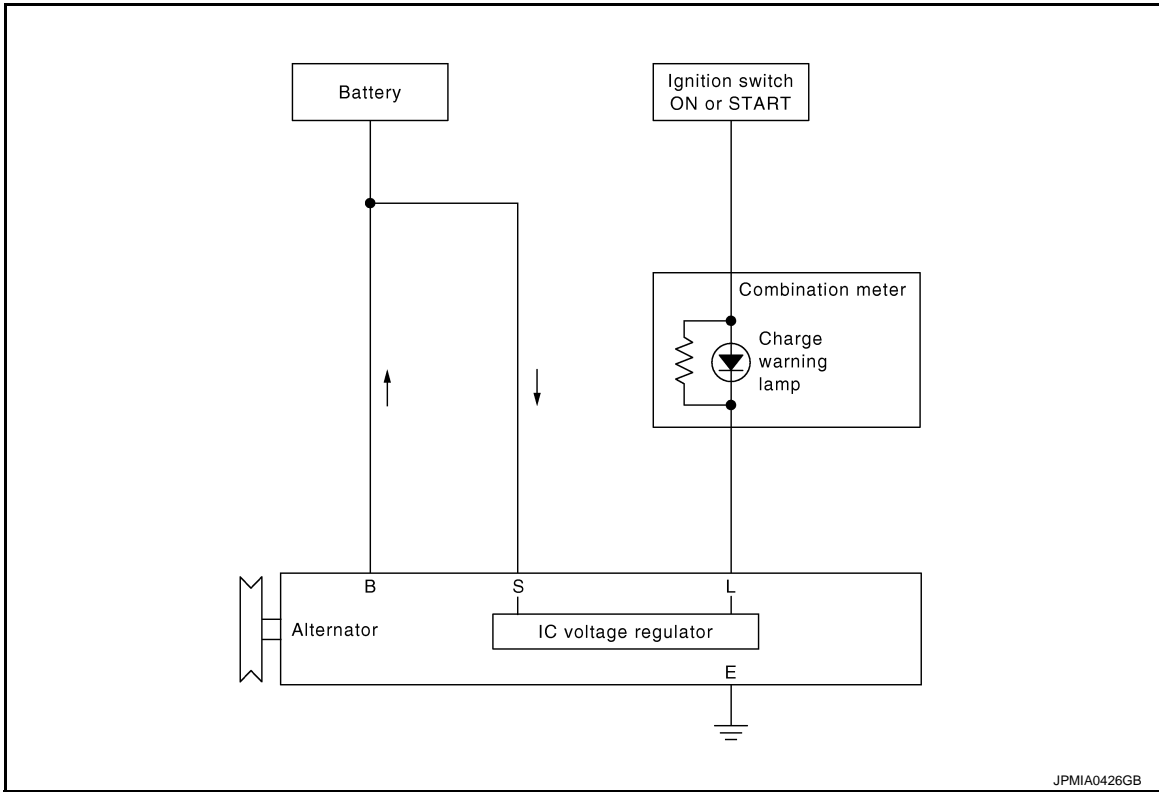 Battery
Ignition switch
ON or START
Combination meter
Charge
warning
lamp
B
S
L
Alternator
IC voltage regulator
E
JPMIA0426GB